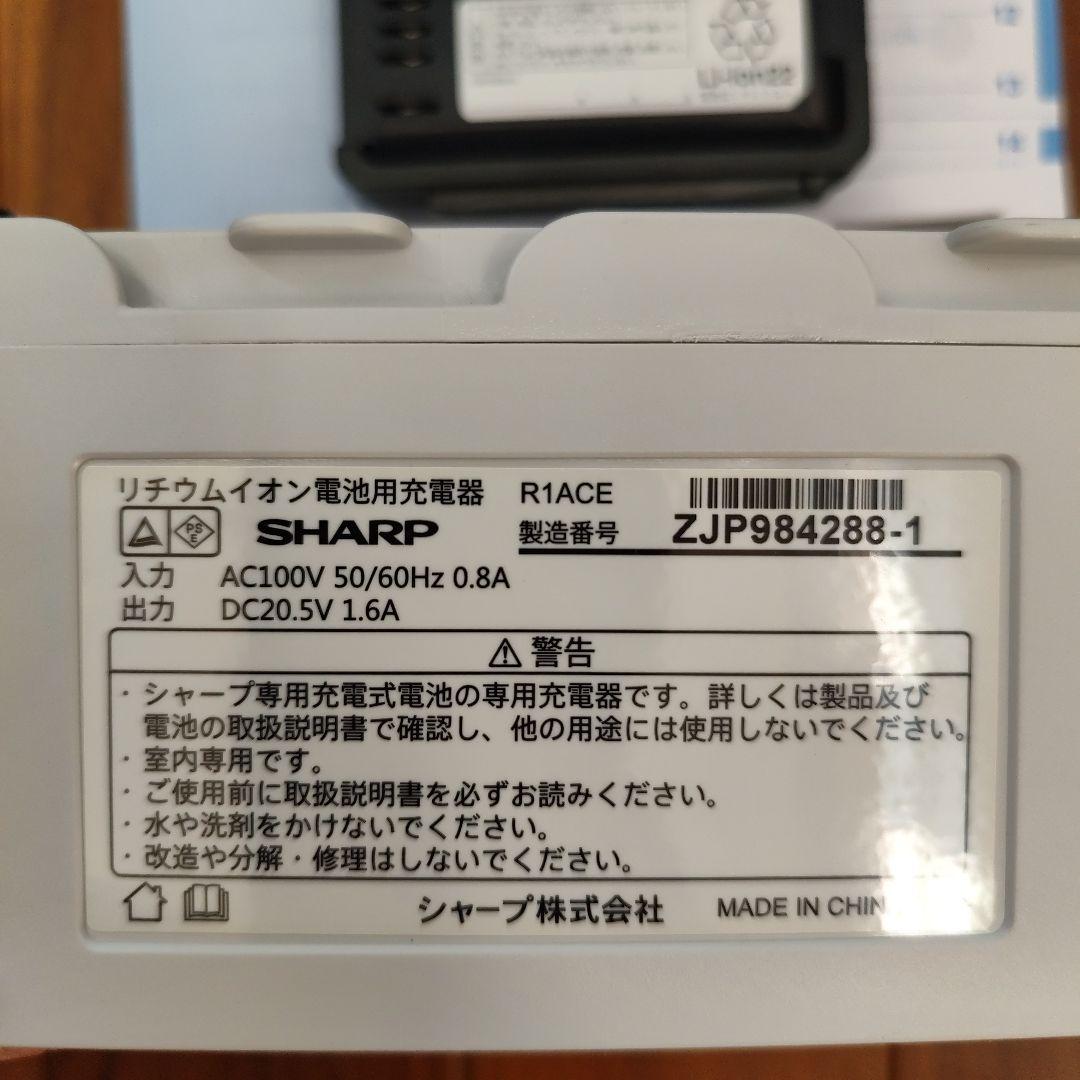 Li-ion22
12
13
14
リチウムイオン電池用充電器 R1ACE
PS
E
SHARP 製造番号 ZJP984288-1
入力 AC100V 50/60Hz 0.8A
出力 DC20.5V 1.6A
警告
・シャープ専用充電式電池の専用充電器です。詳しくは製品及び
電池の取扱説明書で確認し、他の用途には使用しないでください。
・室内専用です。
・ご使用前に取扱説明書を必ずお読みください。
・水や洗剤をかけないでください。
・改造や分解・修理はしないでください。
シャープ株式会社 MADE IN CHIN